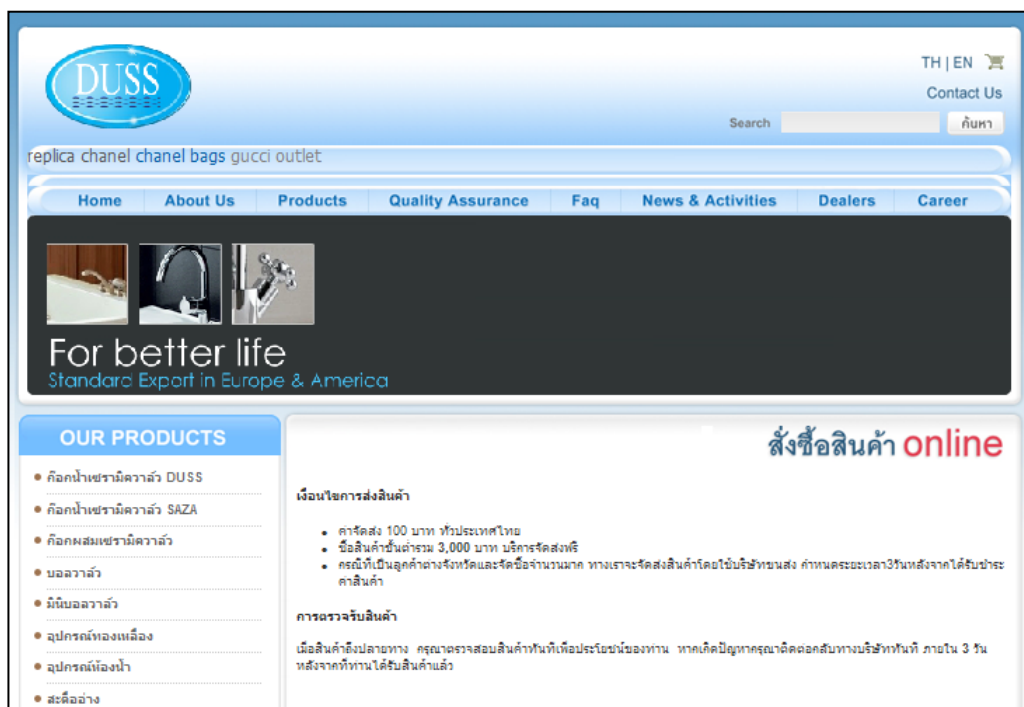 DUSS
TH | EN
Contact Us
Search
ค้นหา
replica chanel chanel bags gucci outlet
Home About Us Products Quality Assurance Faq News & Activities Dealers Career
For better life
Standard Export in Europe & America
OUR PRODUCTS
ก๊อกน้ำเซรามิควาล์ว DUSS
ก๊อกน้ำเซรามิควาล์ว SAZA
ก๊อกผสมเซรามิควาล์ว
บอลวาล์ว
มินิบอลวาล์ว
อุปกรณ์ทองเหลือง
อุปกรณ์ห้องน้ำ
สะดืออ่าง
สั่งซื้อสินค้า online
เงื่อนไขการส่งสินค้า
ค่าจัดส่ง 100 บาท ทั่วประเทศไทย
ซื้อสินค้าขั้นต่ำรวม 3,000 บาท บริการจัดส่งฟรี
กรณีที่เป็นลูกค้าต่างจังหวัดและจัดซื้อจำนวนมาก ทางเราจะจัดส่งสินค้าโดยใช้บริษัทขนส่ง กำหนดระยะเวลา3วันหลังจากได้รับชำระ
ค่าสินค้า
การตรวจรับสินค้า
เมื่อสินค้าถึงปลายทาง กรุณาตรวจสอบสินค้าทันทีเพื่อประโยชน์ของท่าน หากเกิดปัญหากรุณาติดต่อกลับทางบริษัททันที ภายใน 3 วัน
หลังจากที่ท่านได้รับสินค้าแล้ว